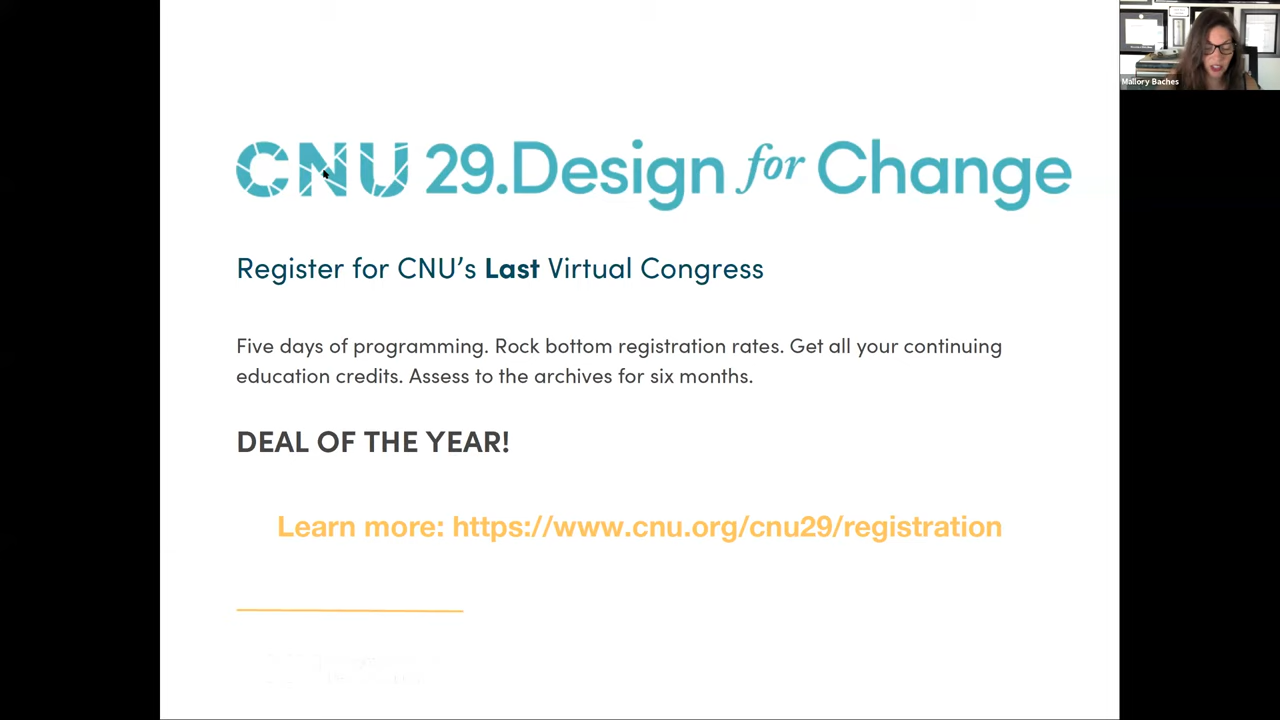 Mallory Baches
CNU 29.Design for Change
Register for CNU's Last Virtual Congress
Five days of programming. Rock bottom registration rates. Get all your continuing
education credits. Assess to the archives for six months.
DEAL OF THE YEAR!
Learn more: https://www.cnu.org/cnu29/registration